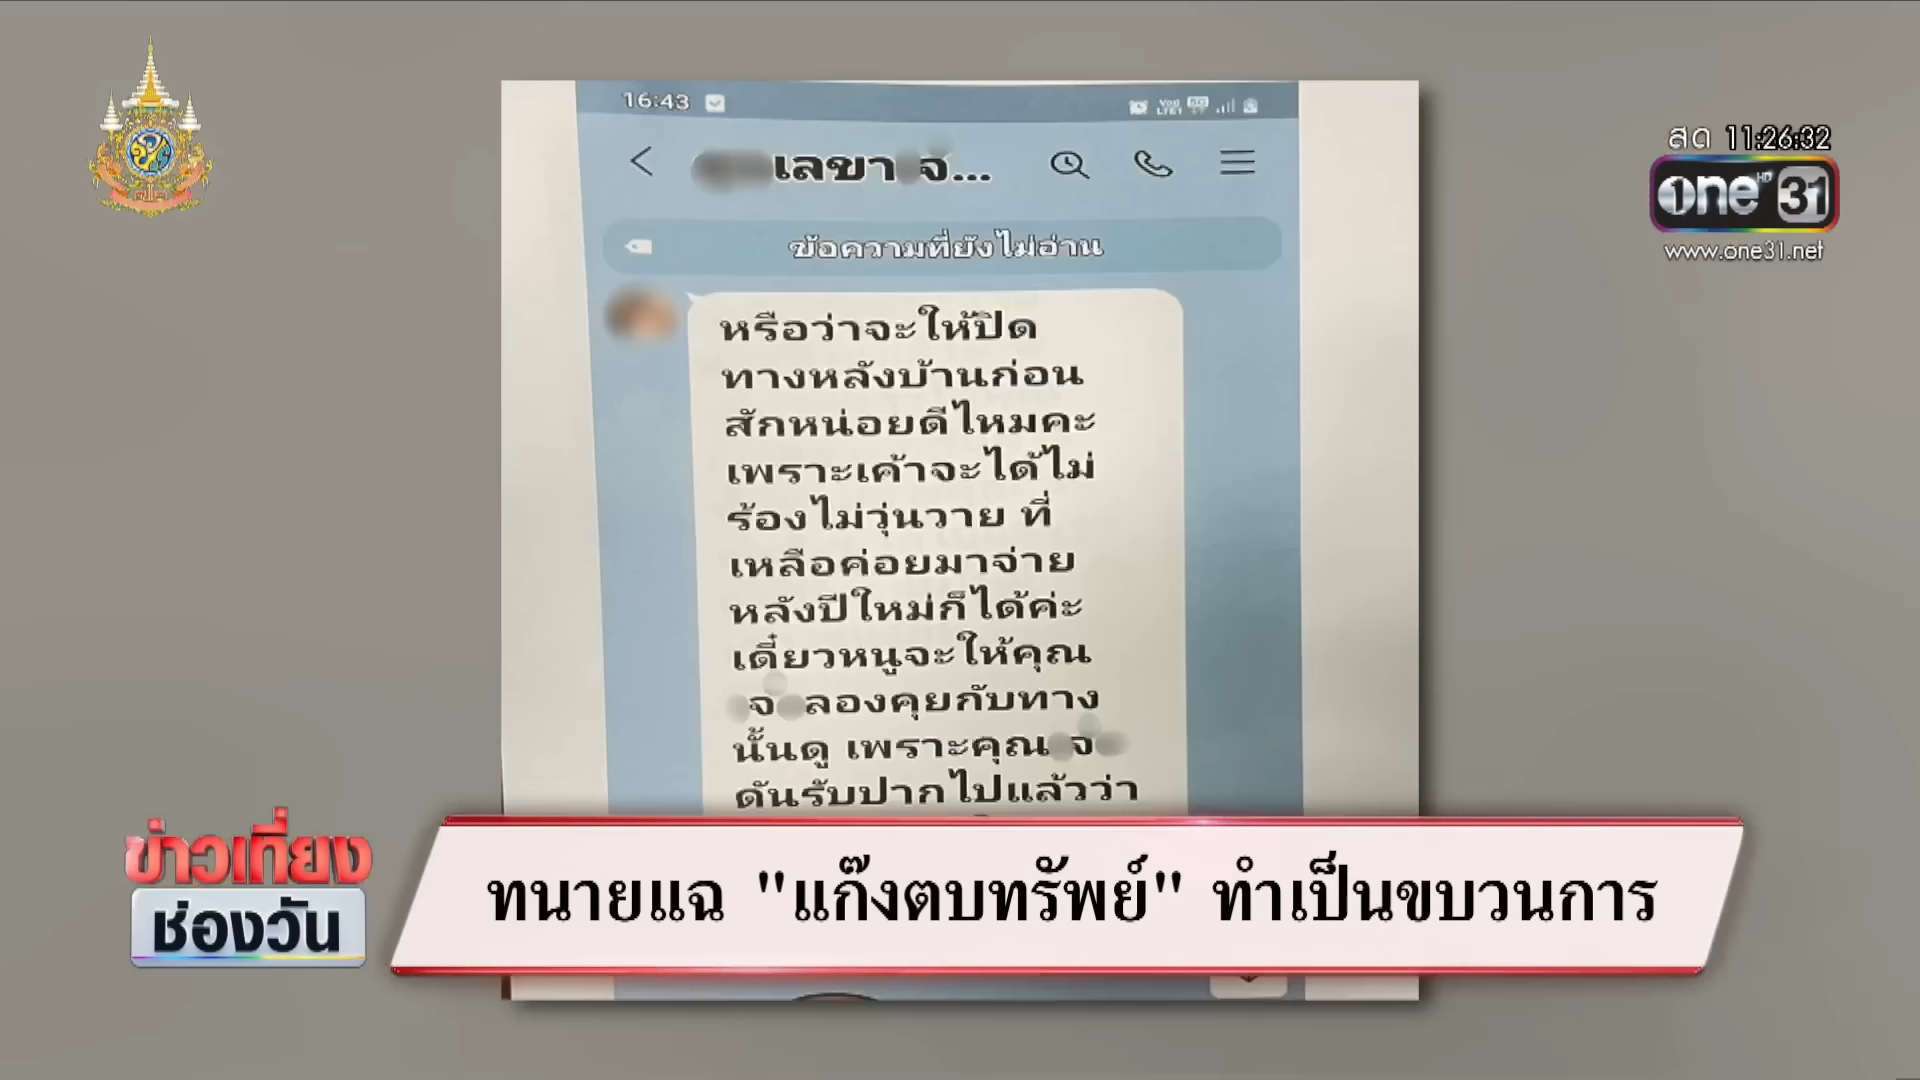 สด 11:26:32
one HD 31
www.one31.net
16:43
เลขา จ...
ข้อความที่ยังไม่อ่าน
หรือว่าจะให้ปิด
ทางหลังบ้านก่อน
สักหน่อยดีไหมคะ
เพราะเค้าจะได้ไม่
ร้องไม่วุ่นวาย ที่
เหลือค่อยมาจ่าย
หลังปีใหม่ก็ได้ค่ะ
เดี๋ยวหนูจะให้คุณ
จ ลองคุยกับทาง
นั้นดู เพราะคุณ จ
ดันรับปากไปแล้วว่า
ข่าวเที่ยง
ช่องวัน
ทนายแฉ "แก๊งตบทรัพย์" ทำเป็นขบวนการ